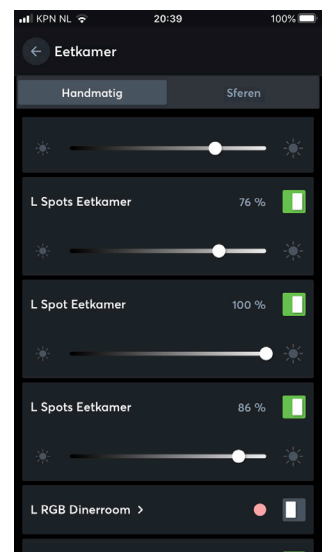 KPN NL 20:39 100%
Eetkamer
Handmatig Sferen
L Spots Eetkamer 76 %
L Spot Eetkamer 100 %
L Spots Eetkamer 86 %
L RGB Dinerroom >